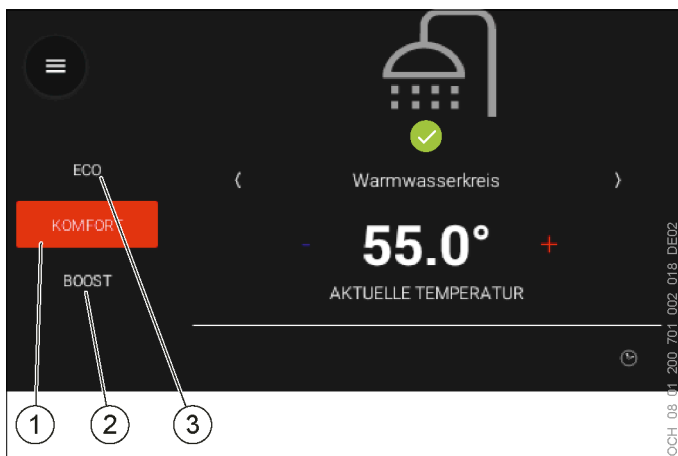 ECO
KOMFORT
BOOST
Warmwasserkreis
- 55.0° +
AKTUELLE TEMPERATUR
1
2
3
OCH 08 01 200 701 002 018 DE02